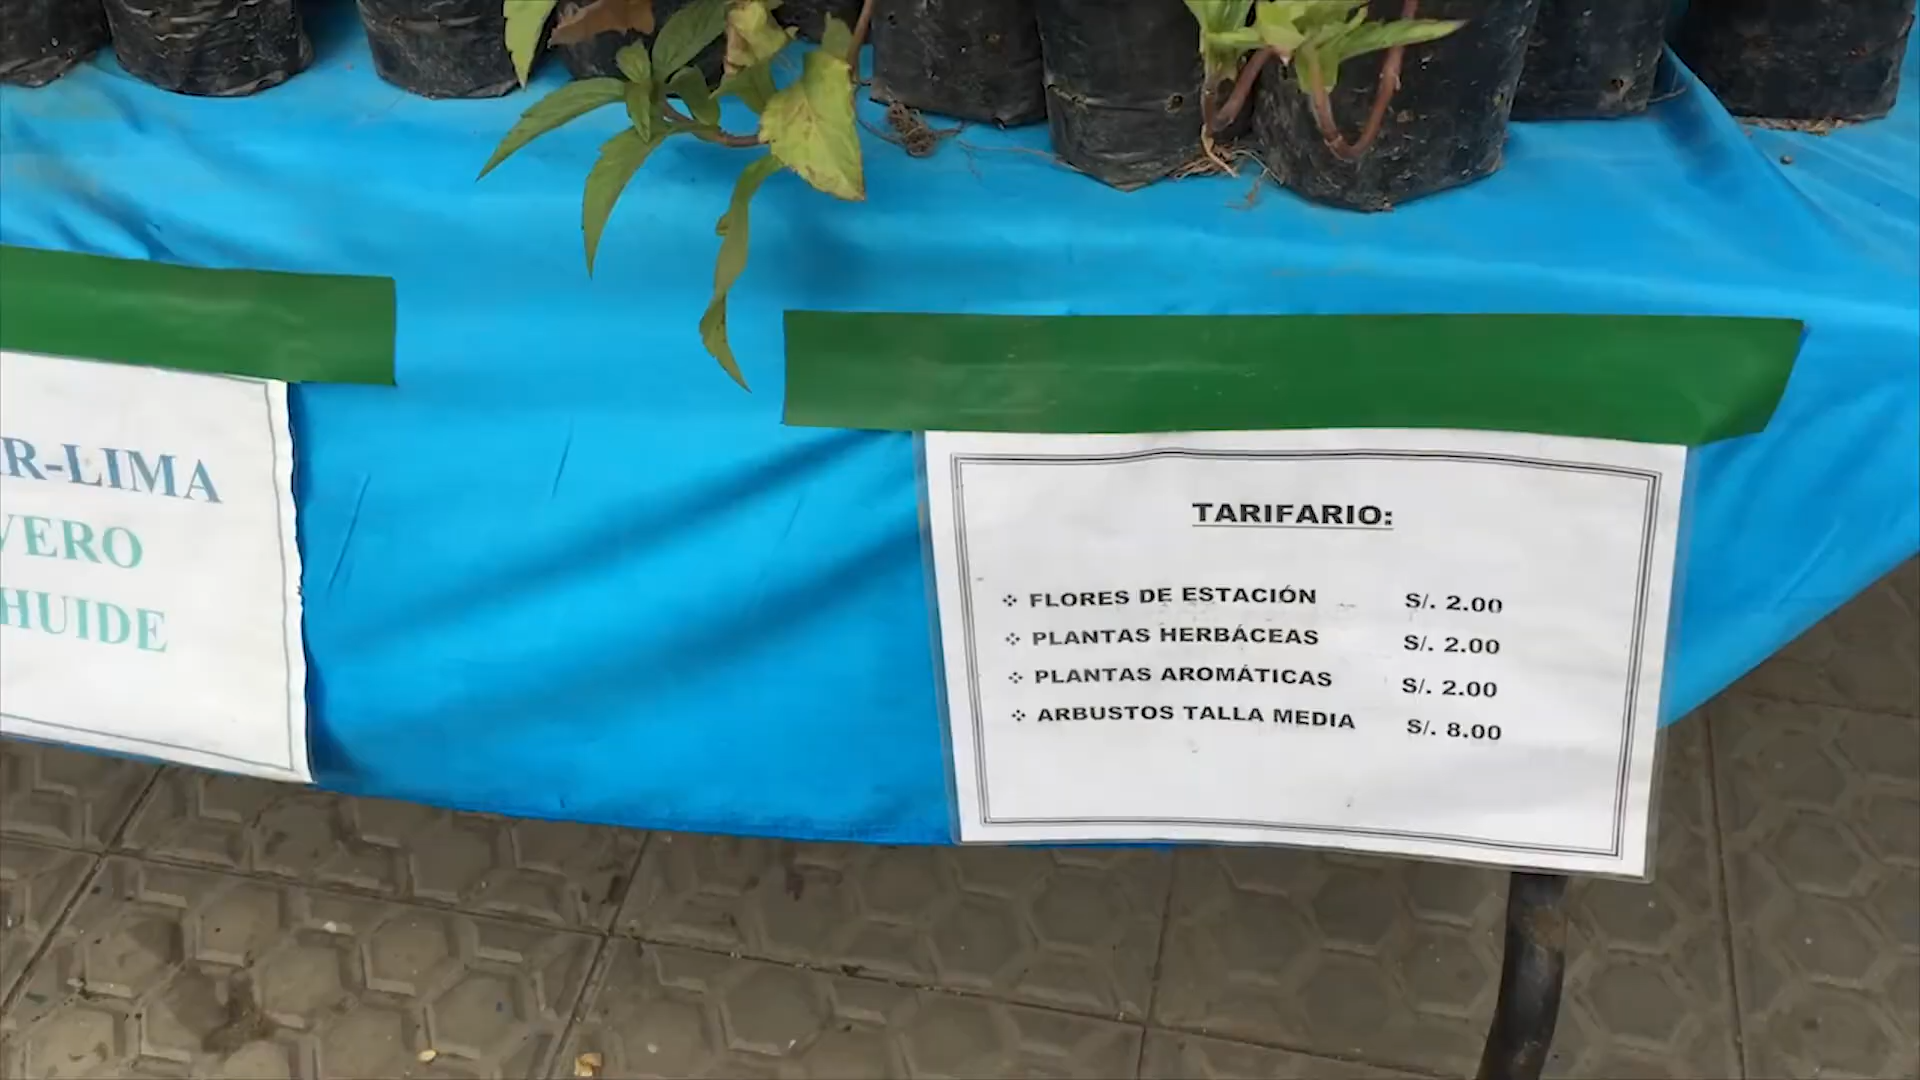 R-LIMA
VERO
HUIDE
TARIFARIO:
FLORES DE ESTACIÓN S/. 2.00
PLANTAS HERBÁCEAS S/. 2.00
PLANTAS AROMÁTICAS S/. 2.00
ARBUSTOS TALLA MEDIA S/. 8.00